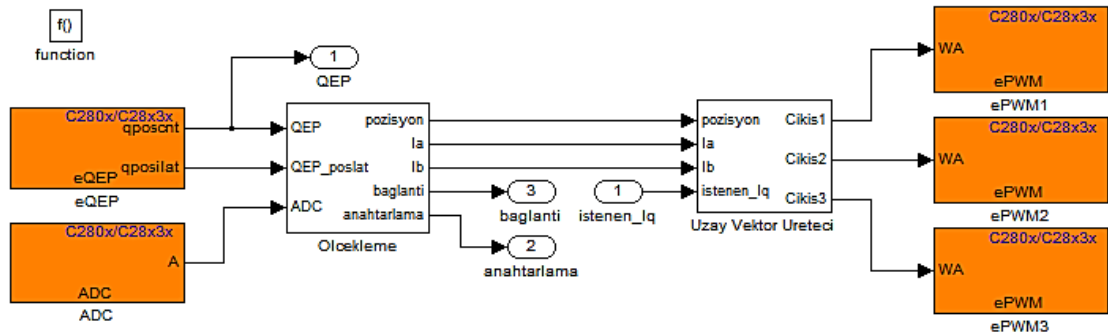 f()
function
C280x/C28x3x
qposcnt
qposilat
eQEP
eQEP
C280x/C28x3x
A
ADC
ADC
1
QEP
QEP
QEP_poslat
ADC
pozisyon
Ia
Ib
baglanti
anahtarlama
Olcekleme
3
baglanti
2
anahtarlama
1
istenen_Iq
pozisyon
Ia
Ib
istenen_Iq
Cikis1
Cikis2
Cikis3
Uzay Vektor Ureteci
C280x/C28x3x
WA
ePWM
ePWM1
C280x/C28x3x
WA
ePWM
ePWM2
C280x/C28x3x
WA
ePWM
ePWM3